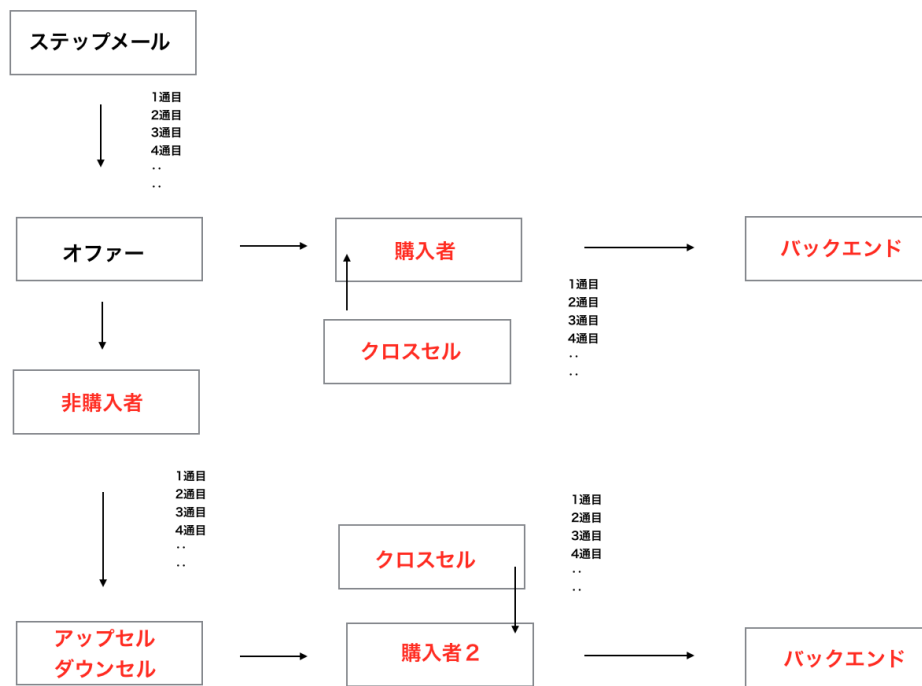 ステップメール
1通目
2通目
3通目
4通目
‥
‥
オファー
購入者
バックエンド
クロスセル
1通目
2通目
3通目
4通目
‥
‥
非購入者
1通目
2通目
3通目
4通目
‥
‥
クロスセル
1通目
2通目
3通目
4通目
‥
‥
アップセル
ダウンセル
購入者２
バックエンド